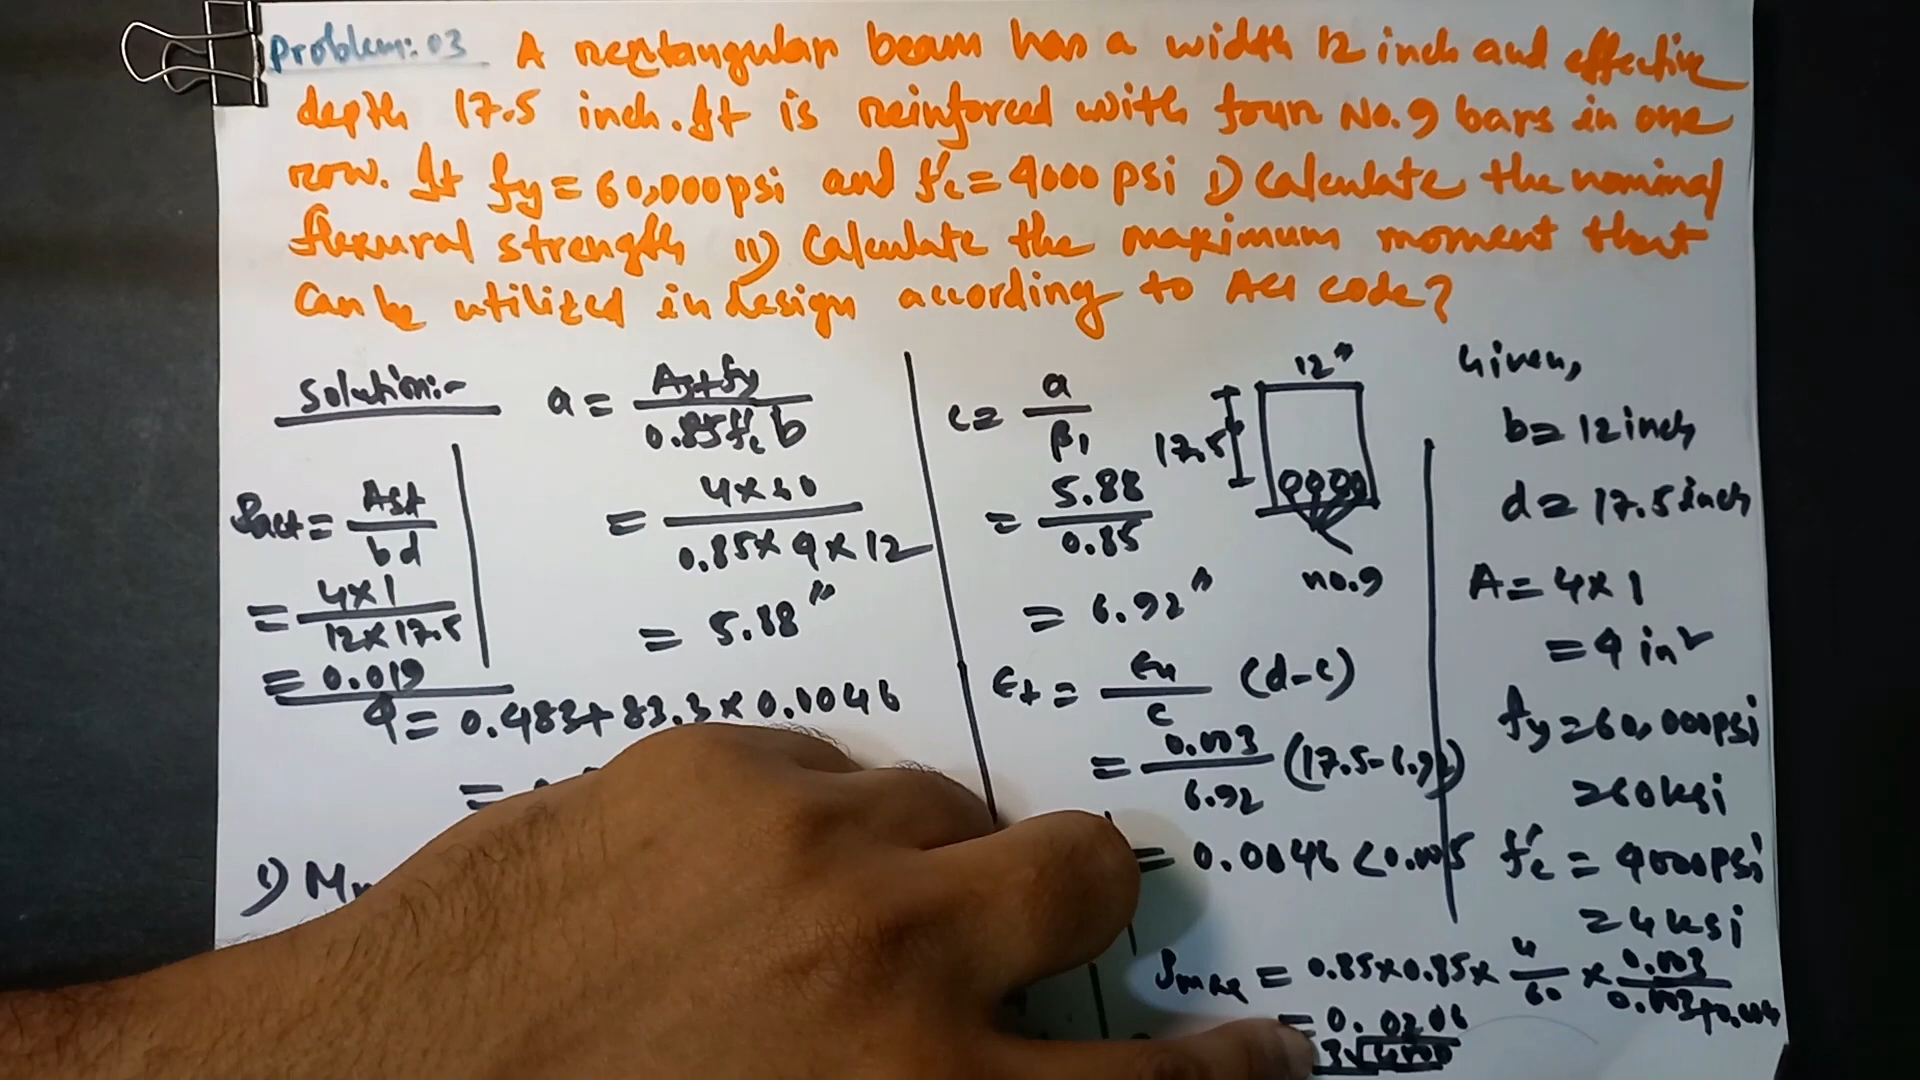 Problem: 03 A rectangular beam has a width 12 inch and effective
depth 17.5 inch. It is reinforced with four No. 9 bars in one
row. If fy = 60,000 psi and f'c = 4000 psi i) Calculate the nominal
flexural strength ii) Calculate the maximum moment that
can be utilized in design according to ACI code?
Solution:-
ρact = Ast / bd
= 4×1 / 12×17.5
= 0.019
a = Ast fy / 0.85 f'c b
= 4×60 / 0.85×4×12
= 5.88"
φ = 0.483 + 83.3 × 0.0046
=
1) Mn
c = a / β1
= 5.88 / 0.85
= 6.92"
εt = εu / c (d-c)
= 0.003 / 6.92 (17.5-6.92)
= 0.0046 < 0.005
12"
17.5"
no. 9
Given,
b = 12 inch
d = 17.5 inch
A = 4×1
= 4 in²
fy = 60,000 psi
= 60 ksi
f'c = 4000 psi
= 4 ksi
ρmax = 0.85×0.85× 4/60 × 0.003 / 0.003+0.004
= 0.0206
3√4000